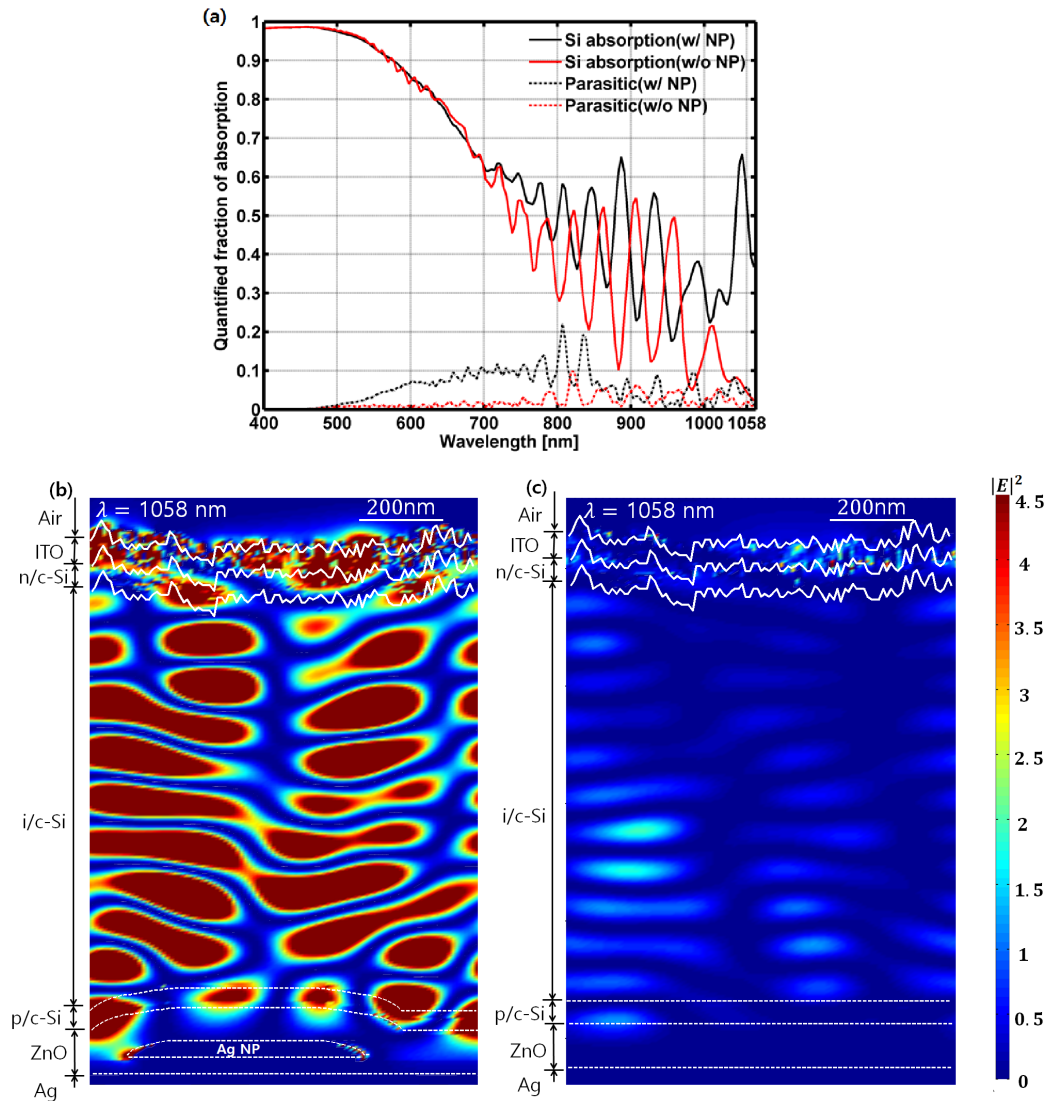 (a)
Quantified fraction of absorption
1
0.9
0.8
0.7
0.6
0.5
0.4
0.3
0.2
0.1
0
Si absorption(w/ NP)
Si absorption(w/o NP)
Parasitic(w/ NP)
Parasitic(w/o NP)
400 500 600 700 800 900 1000 1058
Wavelength [nm]
(b)
λ = 1058 nm
200nm
Air
ITO
n/c-Si
i/c-Si
p/c-Si
ZnO
Ag
Ag NP
(c)
λ = 1058 nm
200nm
Air
ITO
n/c-Si
i/c-Si
p/c-Si
ZnO
Ag
|E|²
4.5
4
3.5
3
2.5
2
1.5
1
0.5
0